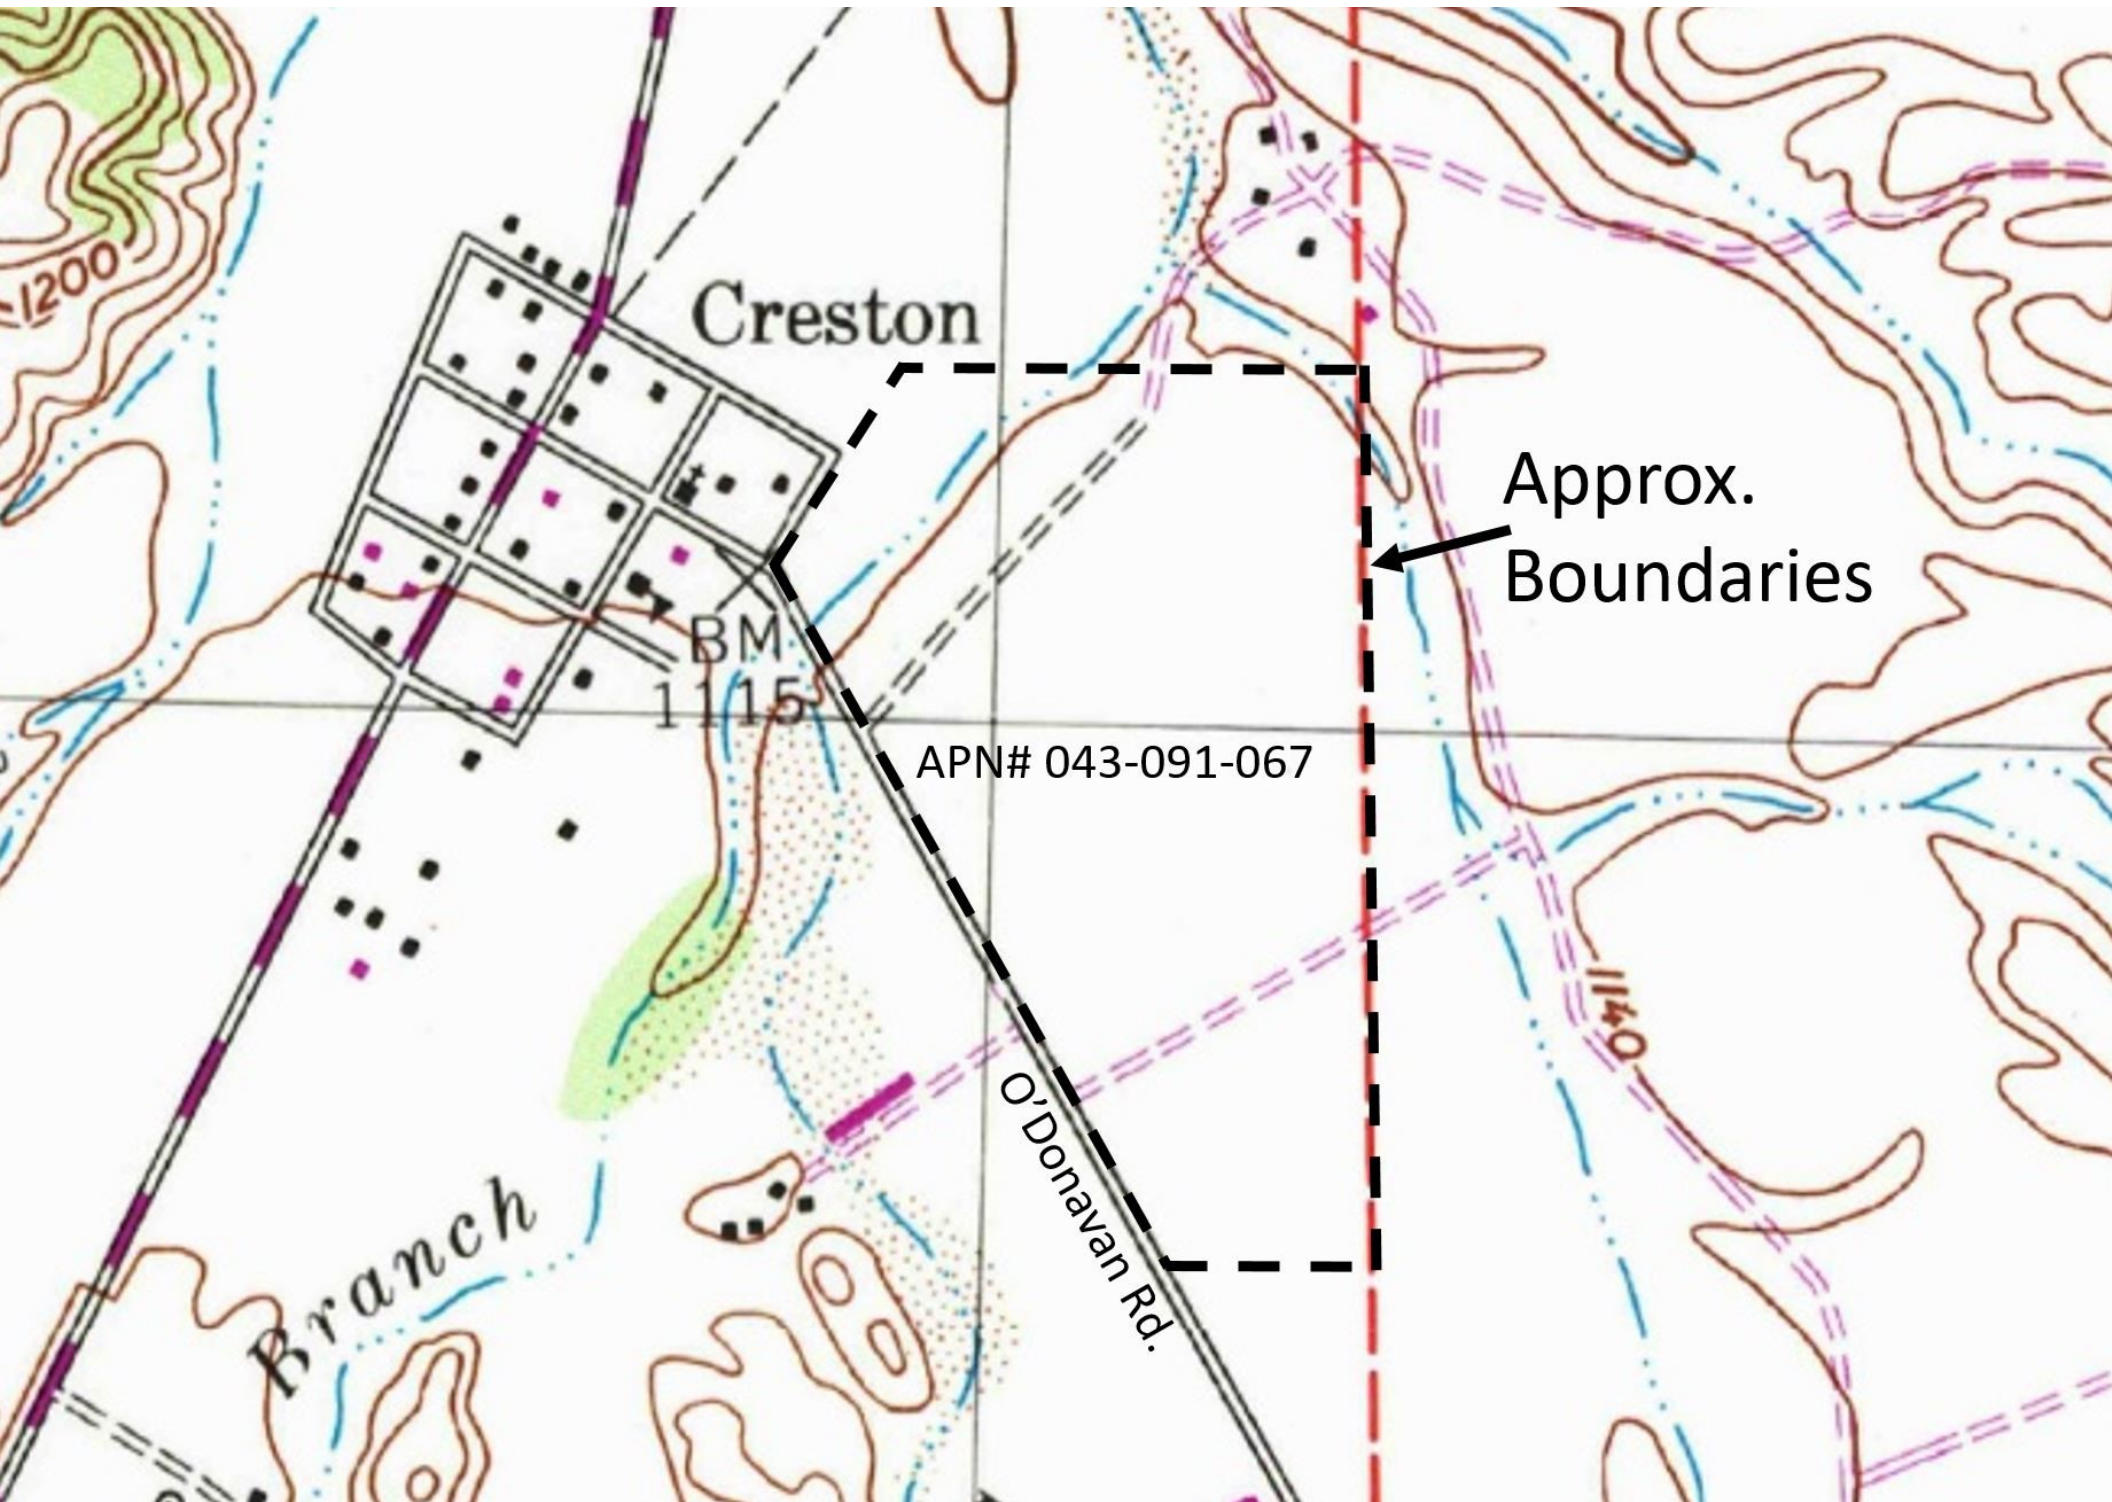 1200
Creston
Approx.
Boundaries
BM
1115
APN# 043-091-067
1140
O'Donavan Rd.
Branch